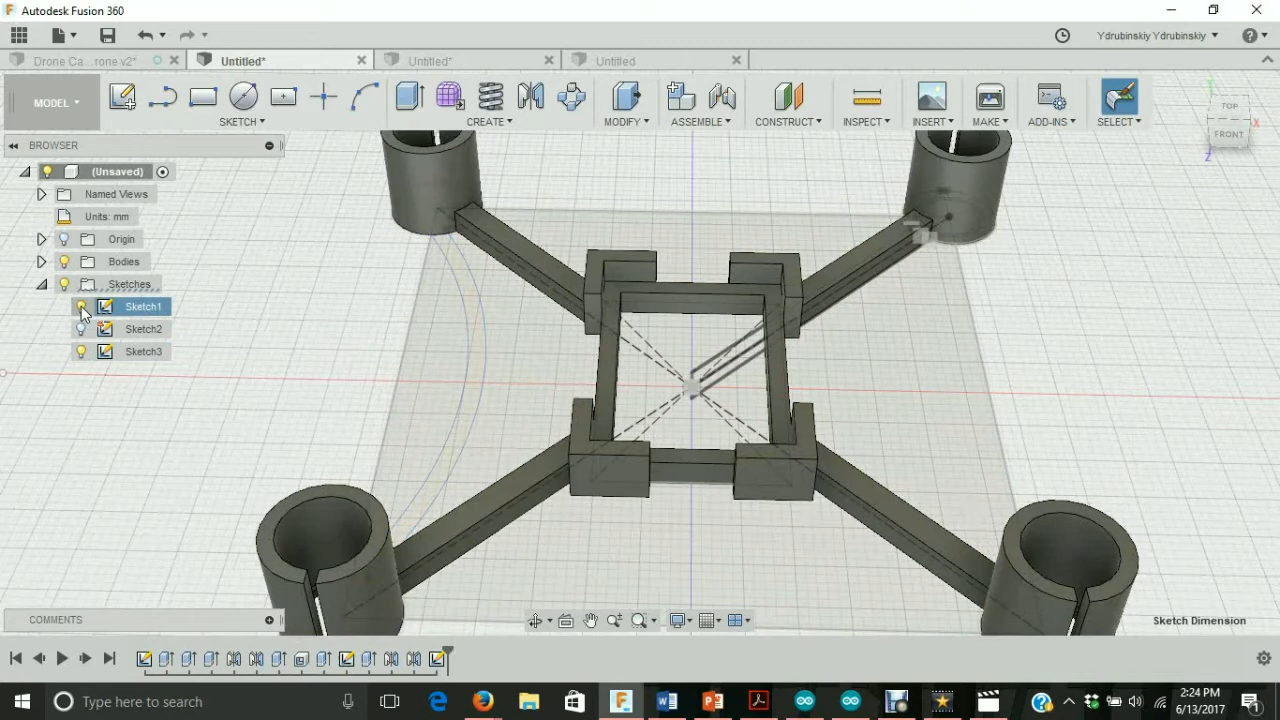 Autodesk Fusion 360
Ydrubinskiy Ydrubinskiy
Drone Ca...rone v2*
Untitled*
Untitled*
Untitled
MODEL
SKETCH
CREATE
MODIFY
ASSEMBLE
CONSTRUCT
INSPECT
INSERT
MAKE
ADD-INS
SELECT
TOP
FRONT
Y
X
Z
BROWSER
(Unsaved)
Named Views
Units: mm
Origin
Bodies
Sketches
Sketch1
Sketch2
Sketch3
COMMENTS
Sketch Dimension
Type here to search
2:24 PM
6/13/2017
1